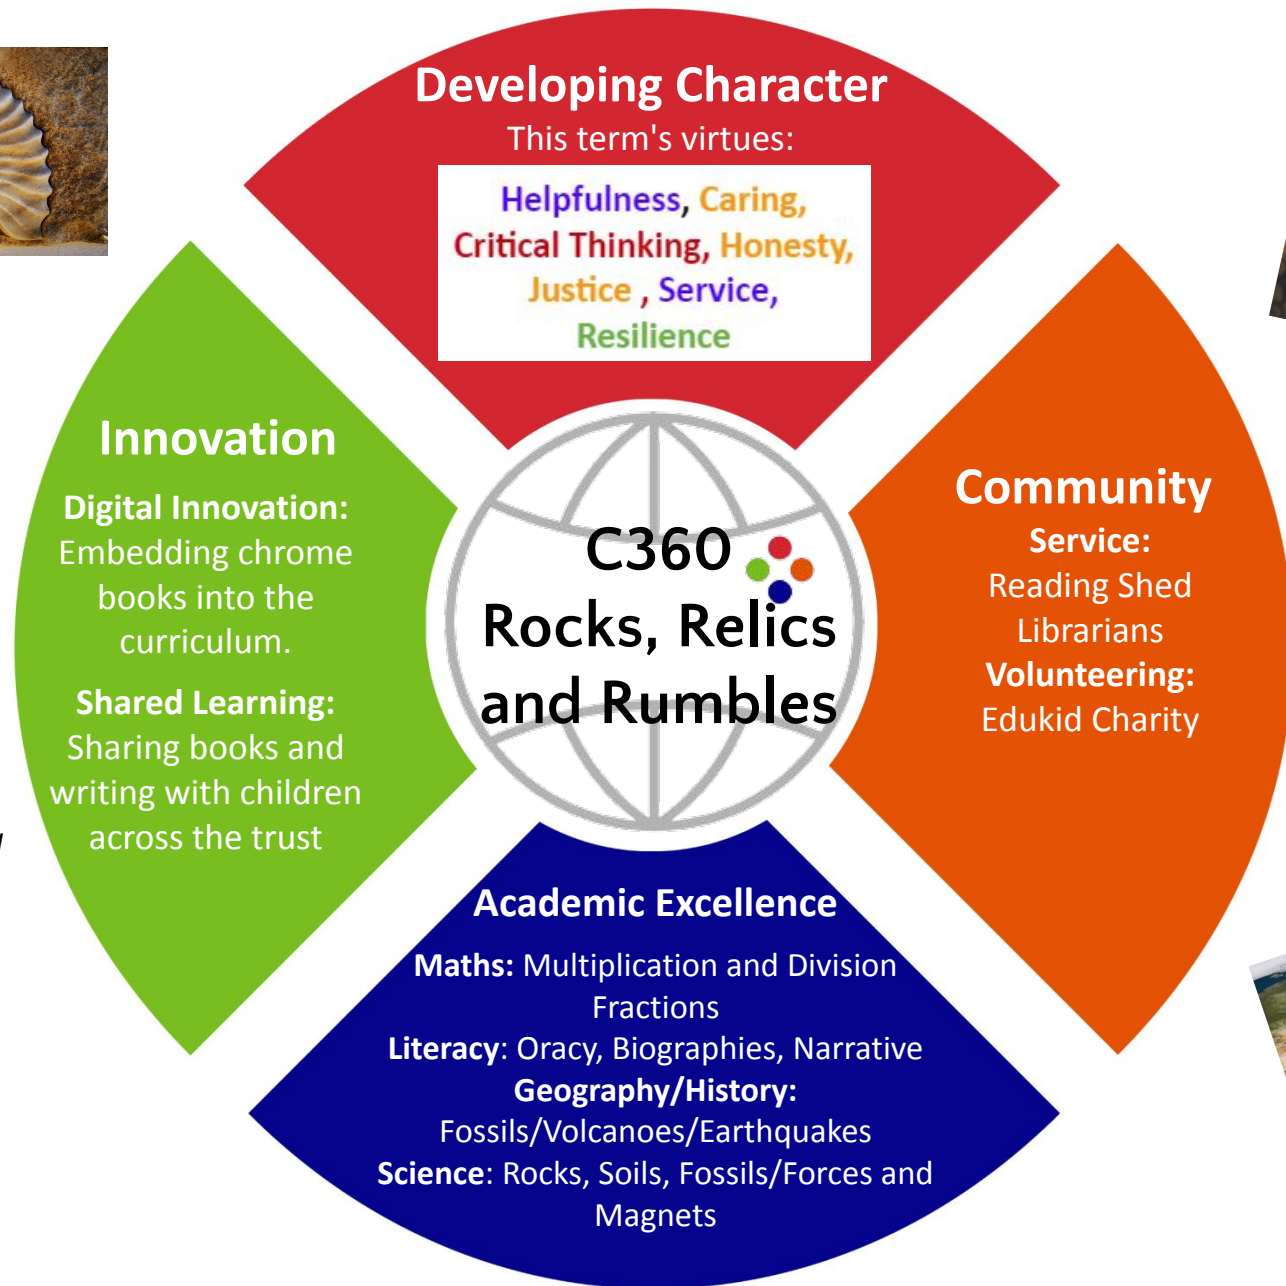 Developing Character
This term's virtues:
Helpfulness, Caring,
Critical Thinking, Honesty,
Justice , Service,
Resilience
Innovation
Digital Innovation:
Embedding chrome
books into the
curriculum.
Shared Learning:
Sharing books and
writing with children
across the trust
C360
Rocks, Relics
and Rumbles
Community
Service:
Reading Shed
Librarians
Volunteering:
Edukid Charity
Academic Excellence
Maths: Multiplication and Division
Fractions
Literacy: Oracy, Biographies, Narrative
Geography/History:
Fossils/Volcanoes/Earthquakes
Science: Rocks, Soils, Fossils/Forces and
Magnets